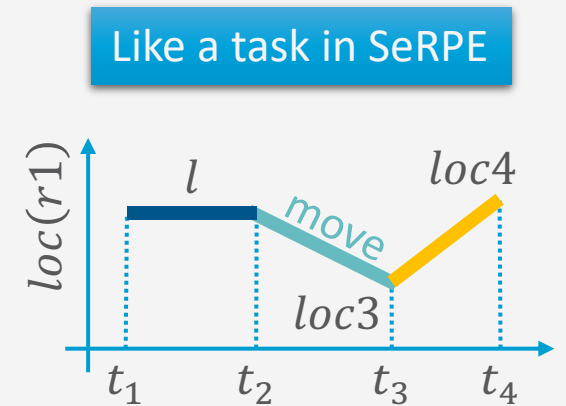 Like a task in SeRPE
loc(r1)
l
move
loc4
loc3
t₁ t₂ t₃ t₄